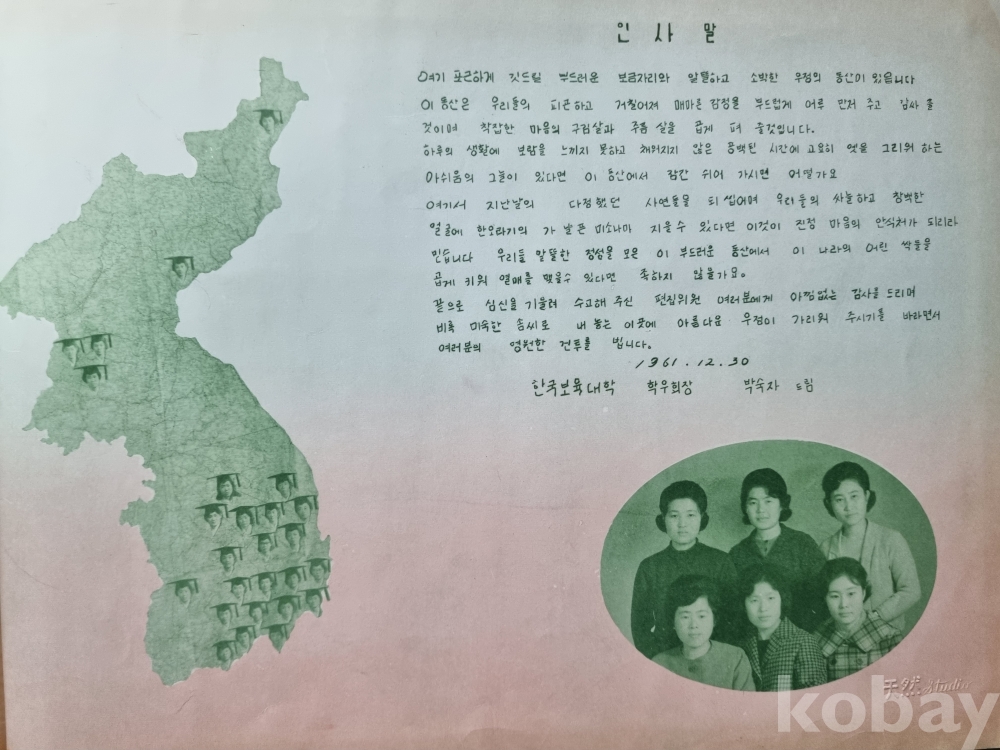 인 사 말
여기 포근하게 깃드릴 부드러운 보금자리와 알뜰하고 소박한 우정의 동산이 있읍니다
이 동산은 우리들의 피곤하고 거칠어져 메마른 감정을 부드럽게 어루 만저 주고 감사 줄
것이며 착잡한 마음의 구김살과 주름 살을 곱게 펴 줄것입니다.
하루의 생활에 보람을 느끼지 못하고 채워지지 않은 공백된 시간에 고요히 옛을 그리워 하는
아쉬움의 그늘이 있다면 이 동산에서 잠간 쉬어 가시면 어떨가요
여기서 지난날의 다정했던 사연들을 되 씹어며 우리들의 싸늘하고 창백한
얼굴에 한오라기의 가날픈 미소나마 지을수 있다면 이것이 진정 마음의 안식처가 되리라
믿습니다 우리들 알뜰한 정성을 모은 이 부드러운 동산에서 이 나라의 어린 싹들을
곱게 키워 열매를 맺을수 있다면 족하지 않을가요.
끝으로 심신을 기울려 수고해 주신 편집위원 여러분에게 아낌없는 감사을 드리며
비록 미숙한 솜씨로 내 놓는 이곳에 아름다운 우정이 가리워 주시기를 바라면서
여러분의 영원한 건투를 빕니다.
1961.12.30
한국보육대학 학우회장 박숙자 드림
天然 Studio
kobay